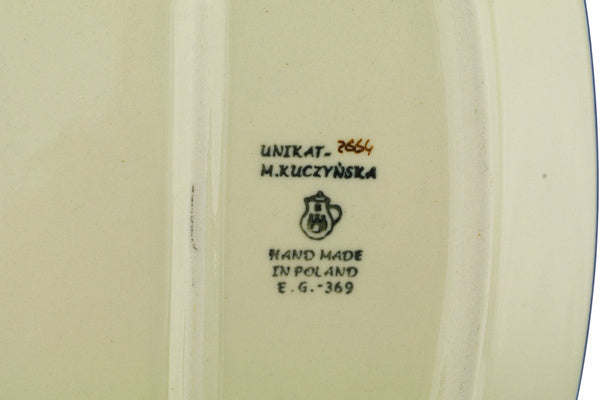 UNIKAT-2664
M.KUCZYŃSKA
HAND MADE
IN POLAND
E.G.-369